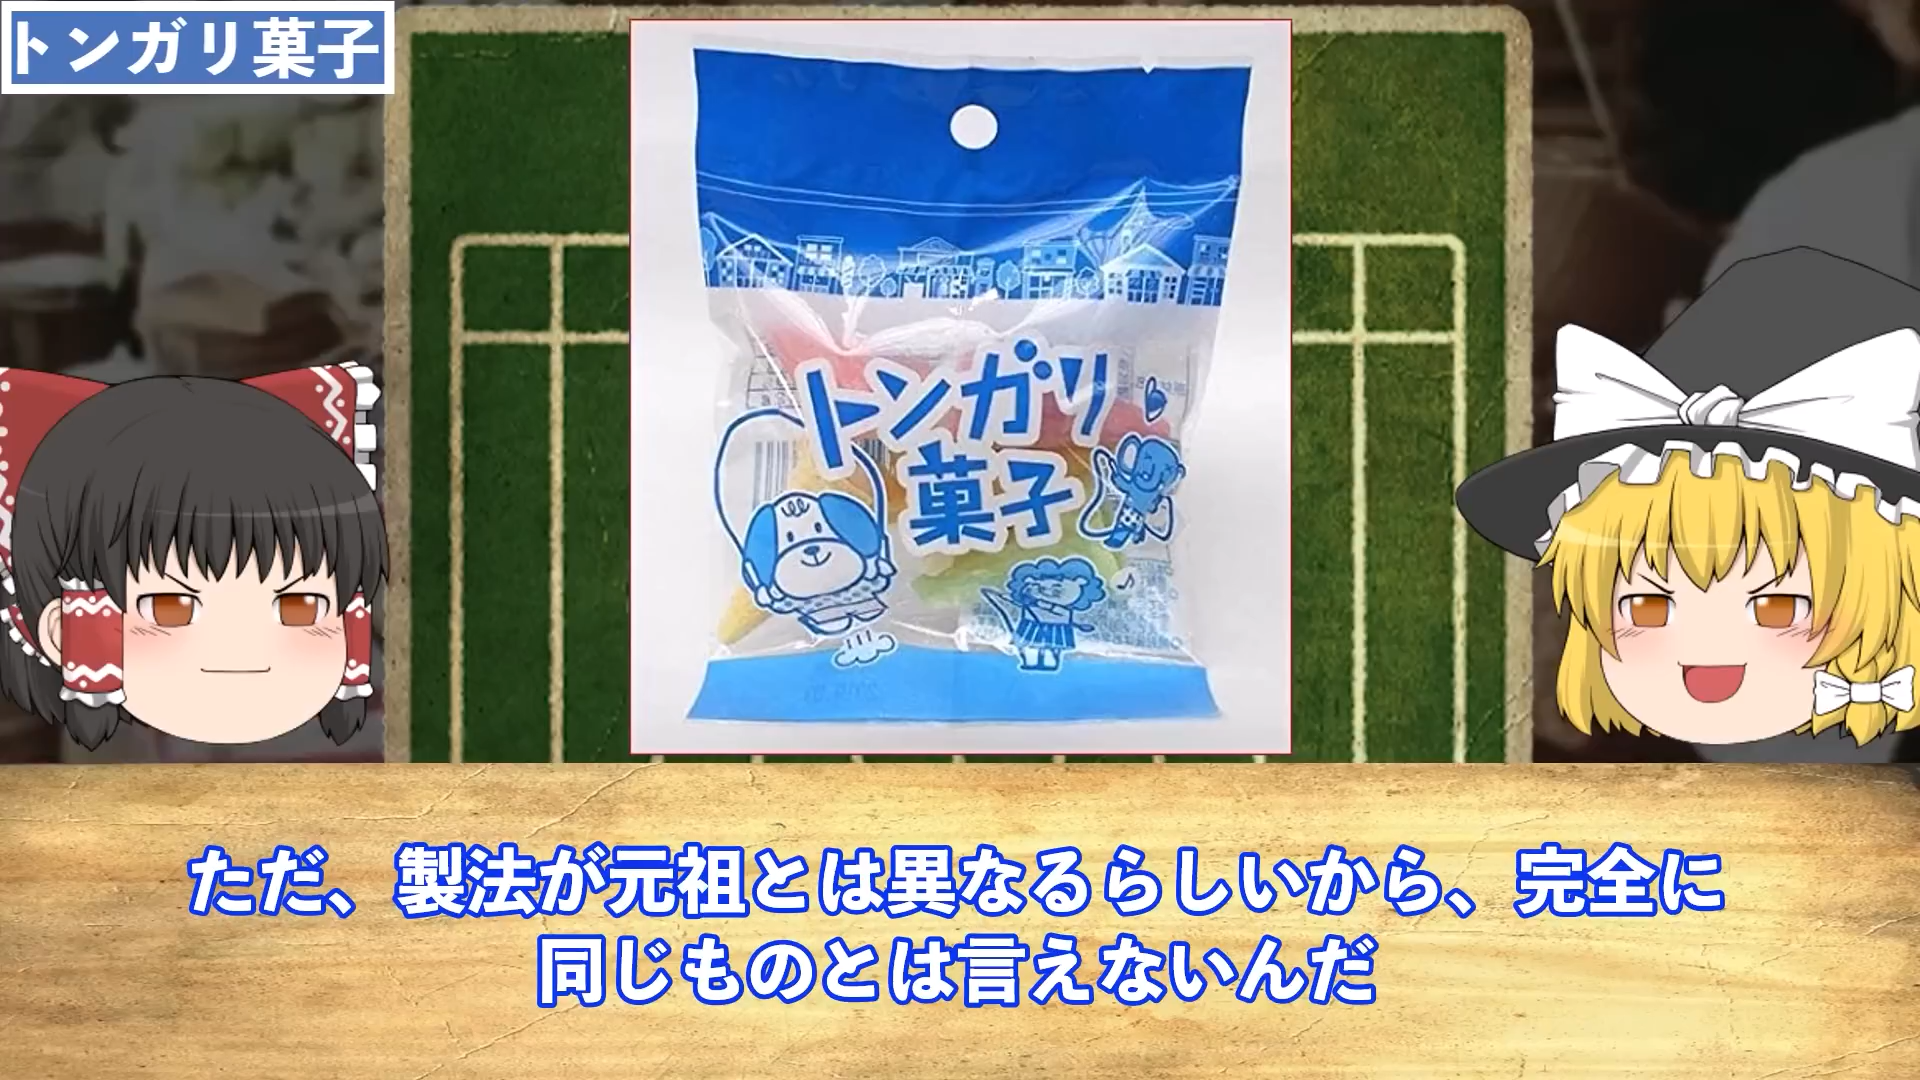 トンガリ菓子
トンガリ
菓子
ただ、製法が元祖とは異なるらしいから、完全に
同じものとは言えないんだ